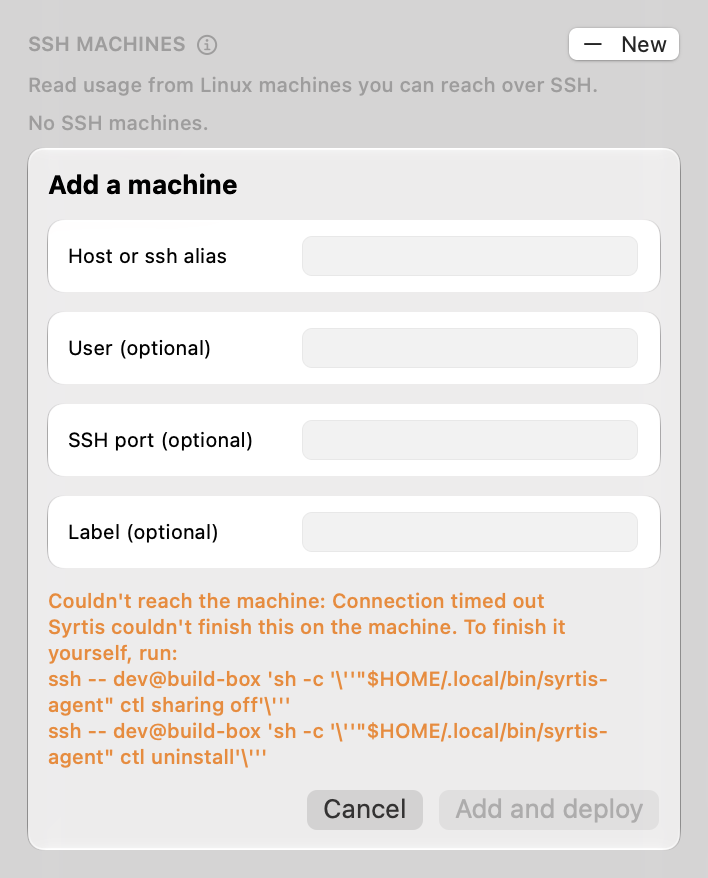 SSH MACHINES
— New
Read usage from Linux machines you can reach over SSH.
No SSH machines.
Add a machine
Host or ssh alias
User (optional)
SSH port (optional)
Label (optional)
Couldn't reach the machine: Connection timed out
Syrtis couldn't finish this on the machine. To finish it
yourself, run:
ssh -- dev@build-box 'sh -c '\''"$HOME/.local/bin/syrtis-
agent" ctl sharing off'\'''
ssh -- dev@build-box 'sh -c '\''"$HOME/.local/bin/syrtis-
agent" ctl uninstall'\'''
Cancel
Add and deploy